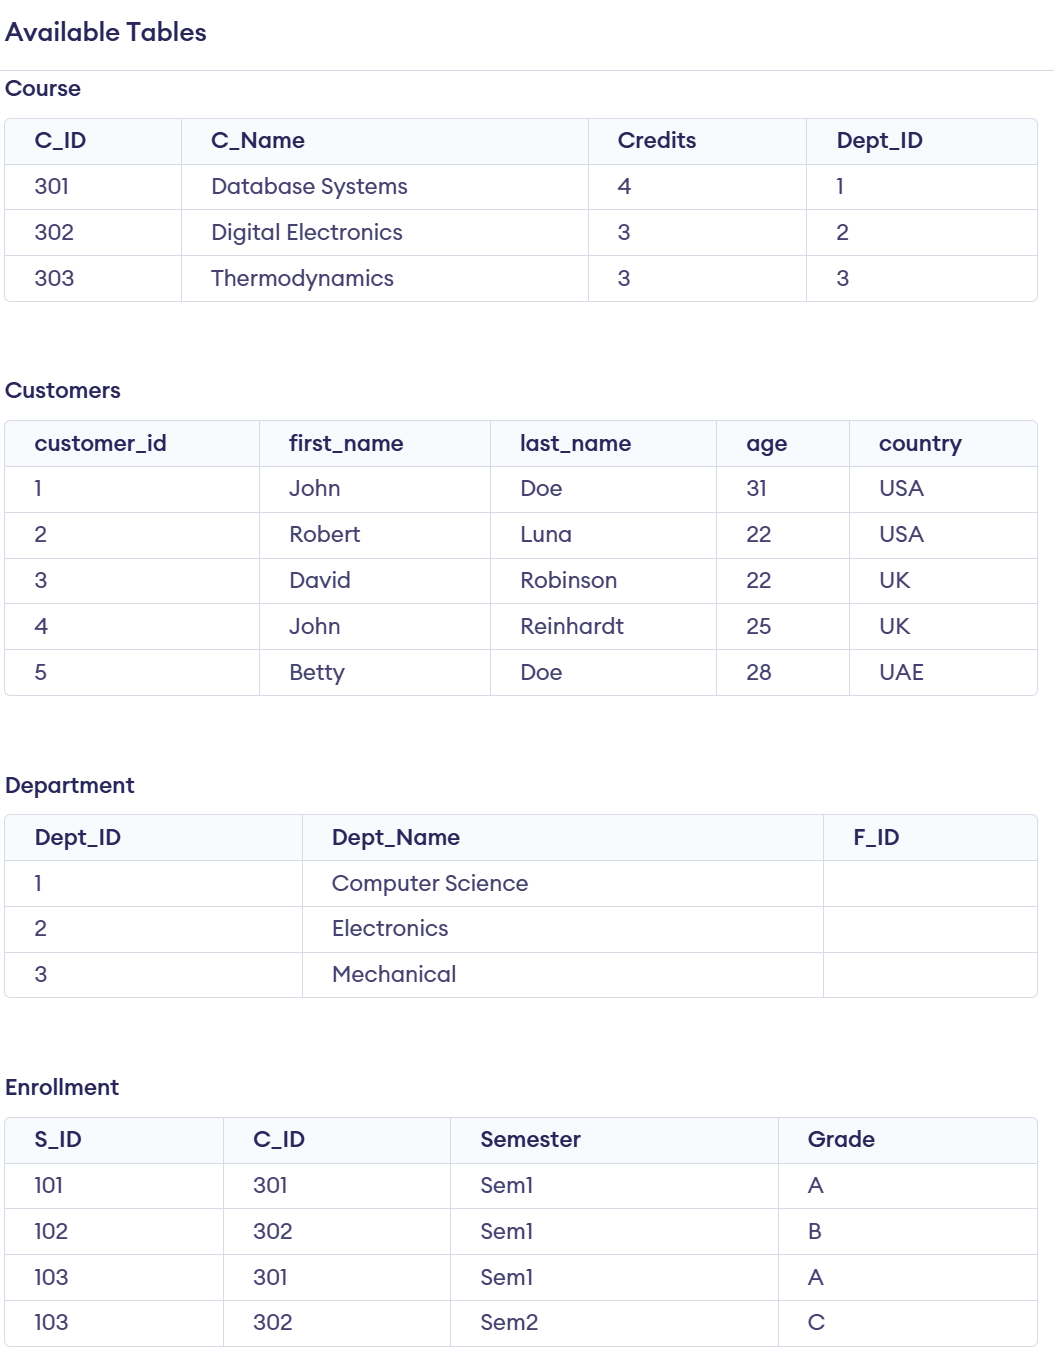 Available Tables
Course
C_ID C_Name Credits Dept_ID
301 Database Systems 4 1
302 Digital Electronics 3 2
303 Thermodynamics 3 3
Customers
customer_id first_name last_name age country
1 John Doe 31 USA
2 Robert Luna 22 USA
3 David Robinson 22 UK
4 John Reinhardt 25 UK
5 Betty Doe 28 UAE
Department
Dept_ID Dept_Name F_ID
1 Computer Science
2 Electronics
3 Mechanical
Enrollment
S_ID C_ID Semester Grade
101 301 Sem1 A
102 302 Sem1 B
103 301 Sem1 A
103 302 Sem2 C